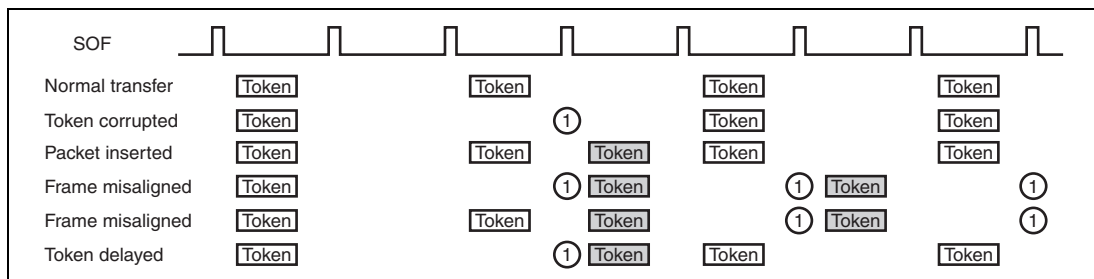 SOF
Normal transfer Token Token Token Token
Token corrupted Token 1 Token Token
Packet inserted Token Token Token Token Token
Frame misaligned Token 1 Token 1 Token 1
Frame misaligned Token Token Token 1 Token 1
Token delayed Token 1 Token Token Token